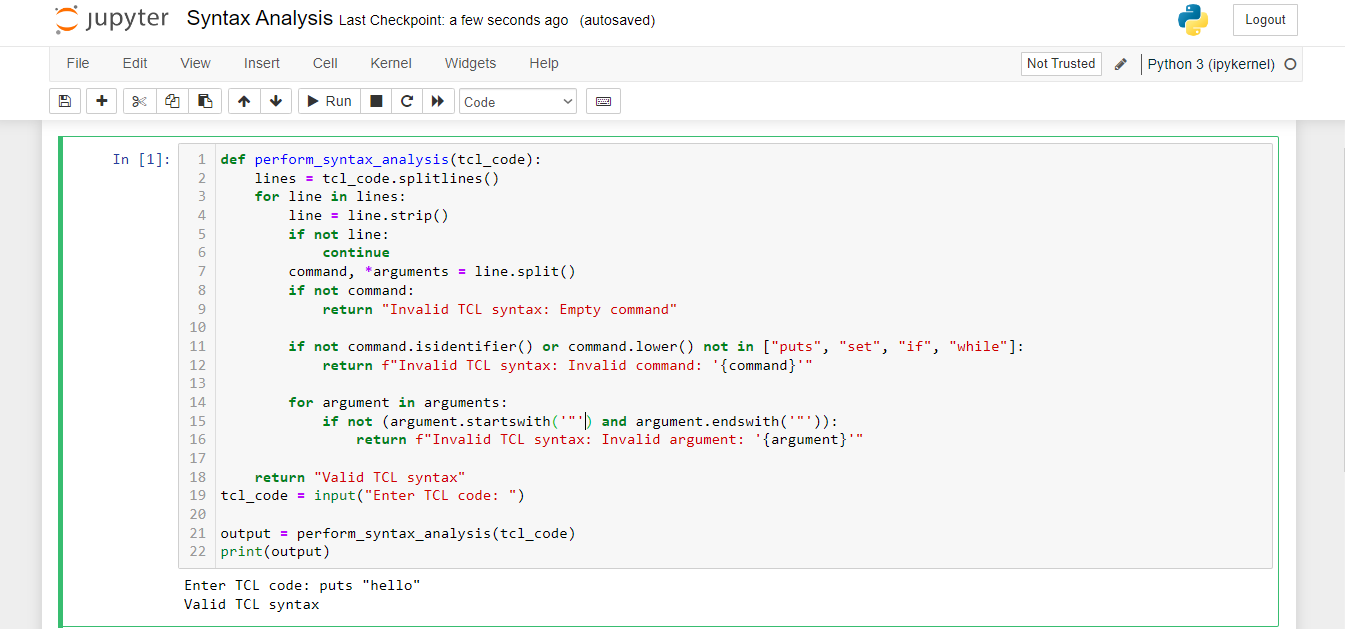 jupyter Syntax Analysis Last Checkpoint: a few seconds ago (autosaved) Logout
File Edit View Insert Cell Kernel Widgets Help Not Trusted Python 3 (ipykernel)
Run Code
In [1]:
1 def perform_syntax_analysis(tcl_code):
2     lines = tcl_code.splitlines()
3     for line in lines:
4         line = line.strip()
5         if not line:
6             continue
7         command, *arguments = line.split()
8         if not command:
9             return "Invalid TCL syntax: Empty command"
10
11         if not command.isidentifier() or command.lower() not in ["puts", "set", "if", "while"]:
12             return f"Invalid TCL syntax: Invalid command: '{command}'"
13
14         for argument in arguments:
15             if not (argument.startswith('"') and argument.endswith('"')):
16                 return f"Invalid TCL syntax: Invalid argument: '{argument}'"
17
18     return "Valid TCL syntax"
19 tcl_code = input("Enter TCL code: ")
20
21 output = perform_syntax_analysis(tcl_code)
22 print(output)
Enter TCL code: puts "hello"
Valid TCL syntax